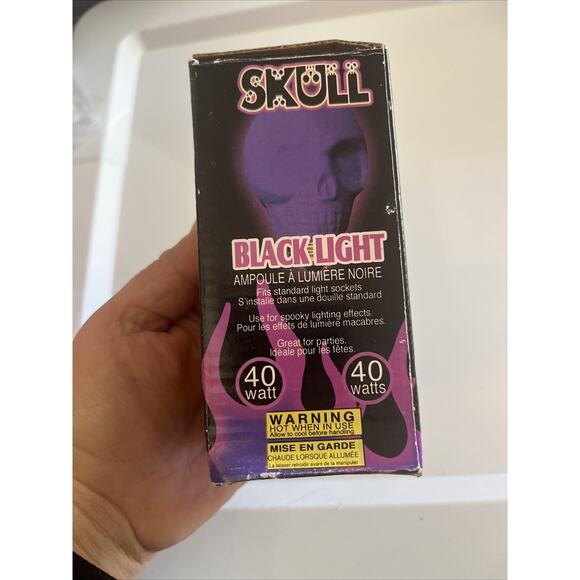 SKULL
BLACK LIGHT
AMPOULE À LUMIÈRE NOIRE
Fits standard light sockets
S'installe dans une douille standard
Use for spooky lighting effects.
Pour les effets de lumière macabres.
Great for parties.
Idéale pour les fêtes.
40
watt
40
watts
WARNING
HOT WHEN IN USE
Allow to cool before handling
MISE EN GARDE
CHAUDE LORSQUE ALLUMÉE
La laisser refroidir avant de la manipuler